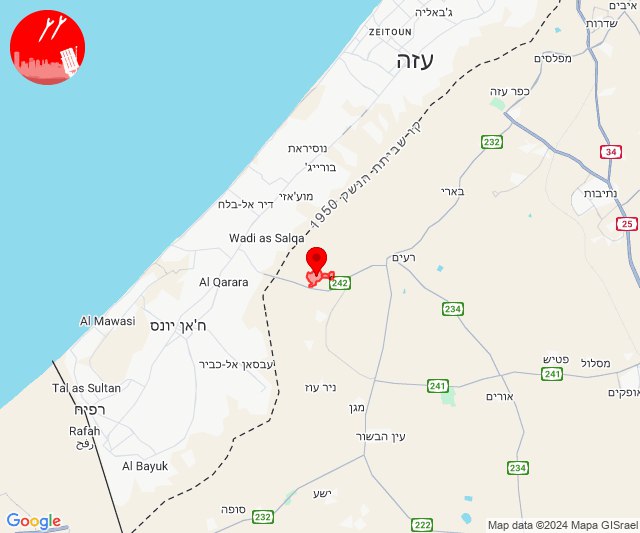 איבים
ג'באליה
שדרות
ZEITOUN
מפלסים
עזה
כפר עזה
232
34
נוסיראת
בורייג'
קו שביתת הנשק 1950
בארי
נתיבות
מוע'אזי
דיר אל-בלח
25
Wadi as Salqa
רעים
Al Qarara
242
234
Al Mawasi
ח'אן יונס
עבסאן אל-כביר
פטיש
מסלול
241
Tal as Sultan
ניר עוז
241
אורים
אופקים
רפיח
מגן
Rafah
رفح
עין הבשור
Al Bayuk
234
ישע
סופה
232
222
Google
Map data ©2024 Mapa GISrael